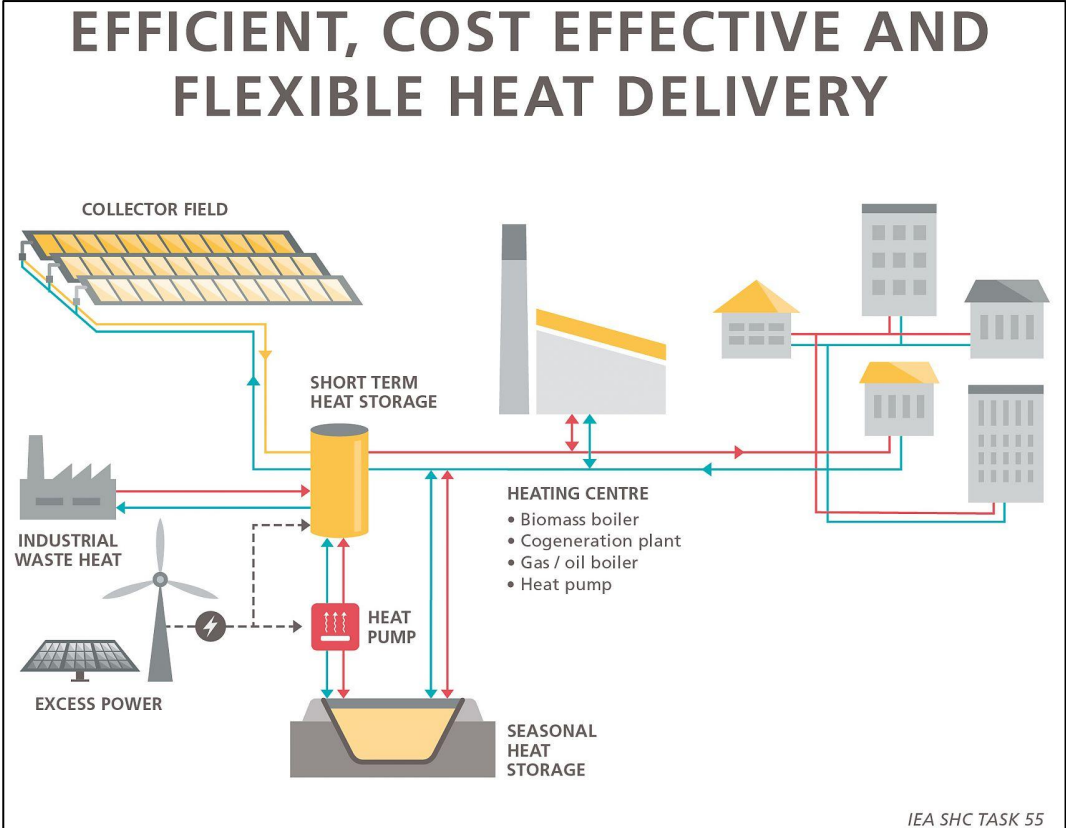 EFFICIENT, COST EFFECTIVE AND
FLEXIBLE HEAT DELIVERY
COLLECTOR FIELD
SHORT TERM
HEAT STORAGE
INDUSTRIAL
WASTE HEAT
HEATING CENTRE
• Biomass boiler
• Cogeneration plant
• Gas / oil boiler
• Heat pump
HEAT
PUMP
EXCESS POWER
SEASONAL
HEAT
STORAGE
IEA SHC TASK 55